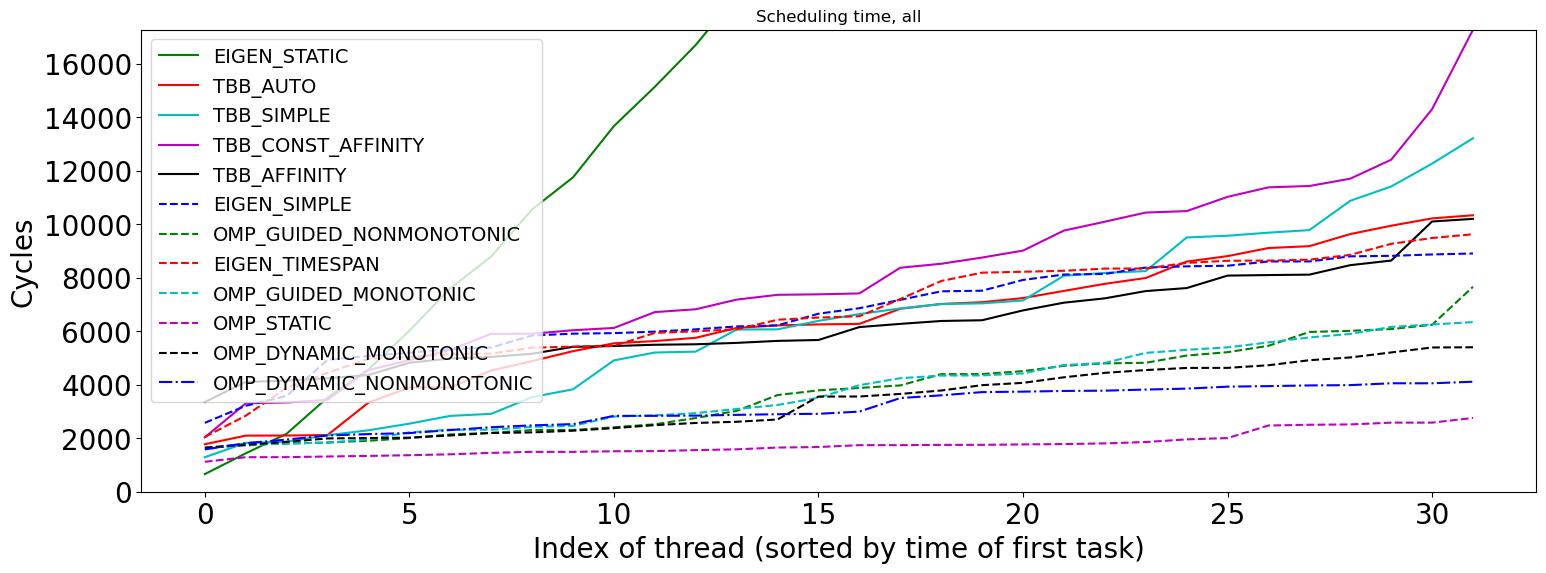 Scheduling time, all
Cycles
16000
14000
12000
10000
8000
6000
4000
2000
0
EIGEN_STATIC
TBB_AUTO
TBB_SIMPLE
TBB_CONST_AFFINITY
TBB_AFFINITY
EIGEN_SIMPLE
OMP_GUIDED_NONMONOTONIC
EIGEN_TIMESPAN
OMP_GUIDED_MONOTONIC
OMP_STATIC
OMP_DYNAMIC_MONOTONIC
OMP_DYNAMIC_NONMONOTONIC
0 5 10 15 20 25 30
Index of thread (sorted by time of first task)